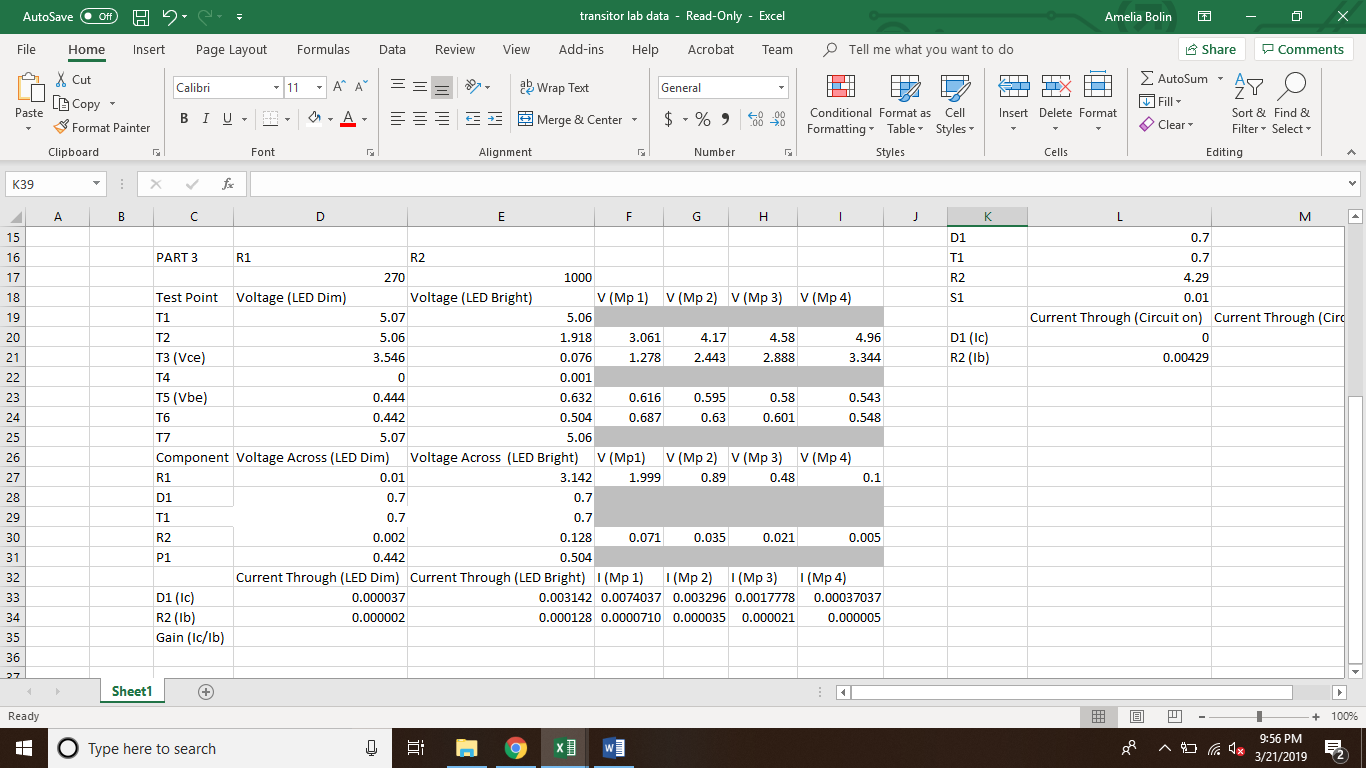 AutoSave Off transitor lab data - Read-Only - Excel Amelia Bolin
File Home Insert Page Layout Formulas Data Review View Add-ins Help Acrobat Team Tell me what you want to do Share Comments
Paste Cut Copy Format Painter
Calibri 11
B I U A
Wrap Text
Merge & Center
General
$ % 9
Conditional Formatting Format as Table Cell Styles
Insert Delete Format
AutoSum Fill Clear
Sort & Filter Find & Select
Clipboard Font Alignment Number Styles Cells Editing
K39 fx
A B C D E F G H I J K L M
15 D1 0.7
16 PART 3 R1 R2 T1 0.7
17 270 1000 R2 4.29
18 Test Point Voltage (LED Dim) Voltage (LED Bright) V (Mp 1) V (Mp 2) V (Mp 3) V (Mp 4) S1 0.01
19 T1 5.07 5.06 Current Through (Circuit on) Current Through (Circ
20 T2 5.06 1.918 3.061 4.17 4.58 4.96 D1 (Ic) 0
21 T3 (Vce) 3.546 0.076 1.278 2.443 2.888 3.344 R2 (Ib) 0.00429
22 T4 0 0.001
23 T5 (Vbe) 0.444 0.632 0.616 0.595 0.58 0.543
24 T6 0.442 0.504 0.687 0.63 0.601 0.548
25 T7 5.07 5.06
26 Component Voltage Across (LED Dim) Voltage Across (LED Bright) V (Mp1) V (Mp 2) V (Mp 3) V (Mp 4)
27 R1 0.01 3.142 1.999 0.89 0.48 0.1
28 D1 0.7 0.7
29 T1 0.7 0.7
30 R2 0.002 0.128 0.071 0.035 0.021 0.005
31 P1 0.442 0.504
32 Current Through (LED Dim) Current Through (LED Bright) I (Mp 1) I (Mp 2) I (Mp 3) I (Mp 4)
33 D1 (Ic) 0.000037 0.003142 0.0074037 0.003296 0.0017778 0.00037037
34 R2 (Ib) 0.000002 0.000128 0.0000710 0.000035 0.000021 0.000005
35 Gain (Ic/Ib)
36
37
Sheet1
Ready 100%
Type here to search
9:56 PM
3/21/2019
2